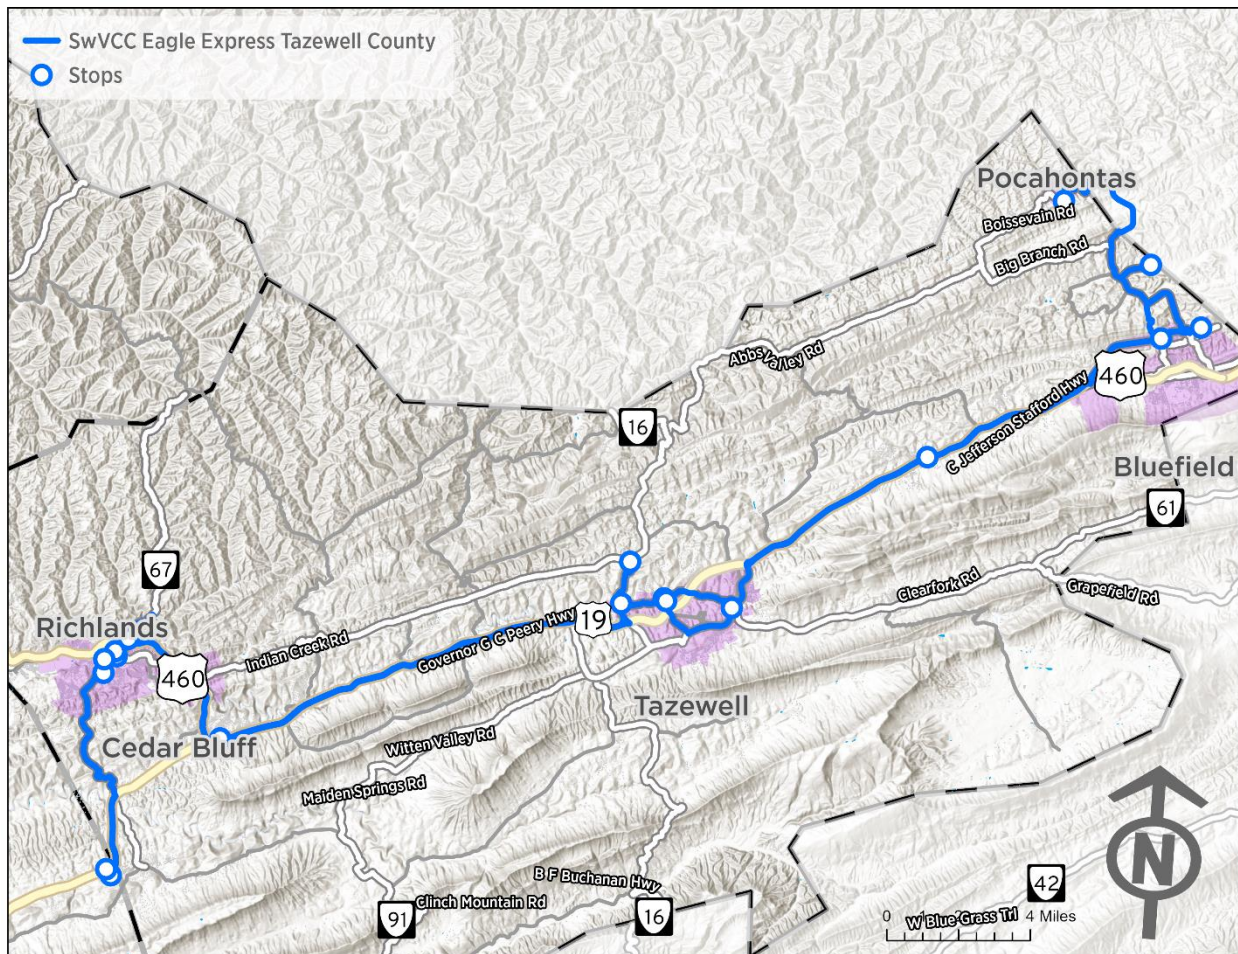 SwVCC Eagle Express Tazewell County
Stops
Pocahontas
Boissevain Rd
Big Branch Rd
Abbs Valley Rd
460
C Jefferson Stafford Hwy
16
Bluefield
61
67
Clearfork Rd
Grapefield Rd
19
Governor G C Peery Hwy
Richlands
Indian Creek Rd
460
Tazewell
Cedar Bluff
Witten Valley Rd
Maiden Springs Rd
N
B F Buchanan Hwy
42
91
Clinch Mountain Rd
16
W Blue Grass Trl
0 4 Miles